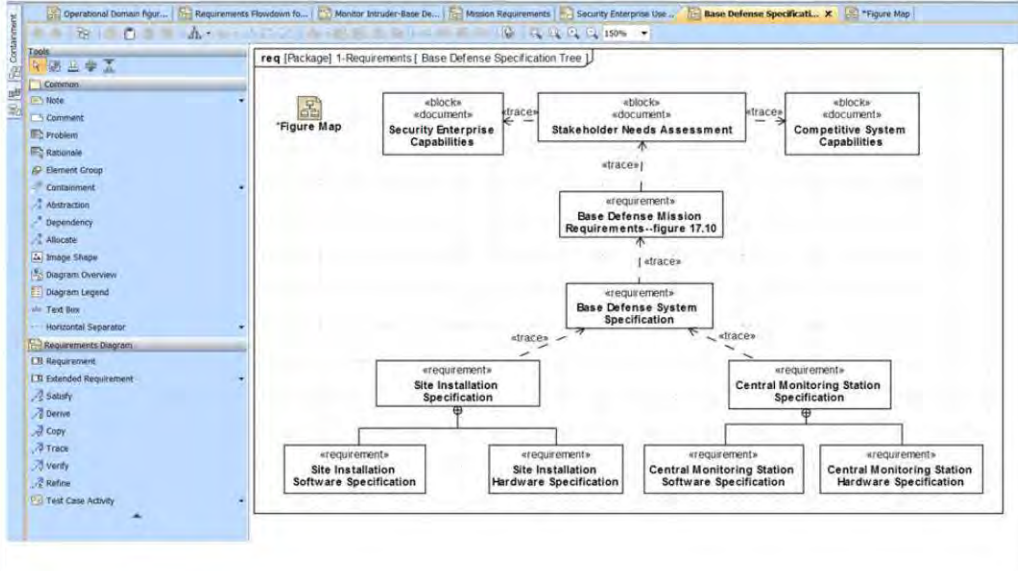 Operational Domain figur...
Requirements Flowdown fo...
Monitor Intruder-Base De...
Mission Requirements
Security Enterprise Use ...
Base Defense Specificati... X
*Figure Map
Containment
150%
Tools
Common
Note
Comment
Problem
Rationale
Element Group
Containment
Abstraction
Dependency
Allocate
Image Shape
Diagram Overview
Diagram Legend
Text Box
Horizontal Separator
Requirements Diagram
Requirement
Extended Requirement
Satisfy
Derive
Copy
Trace
Verify
Refine
Test Case Activity
req [Package] 1-Requirements [ Base Defense Specification Tree ]
*Figure Map
«block»
«document»
Security Enterprise
Capabilities
«trace»
«block»
«document»
Stakeholder Needs Assessment
«trace»
«block»
«document»
Competitive System
Capabilities
«trace»
«requirement»
Base Defense Mission
Requirements--figure 17.10
«trace»
«requirement»
Base Defense System
Specification
«trace»
«trace»
«requirement»
Site Installation
Specification
«requirement»
Central Monitoring Station
Specification
«requirement»
Site Installation
Software Specification
«requirement»
Site Installation
Hardware Specification
«requirement»
Central Monitoring Station
Software Specification
«requirement»
Central Monitoring Station
Hardware Specification